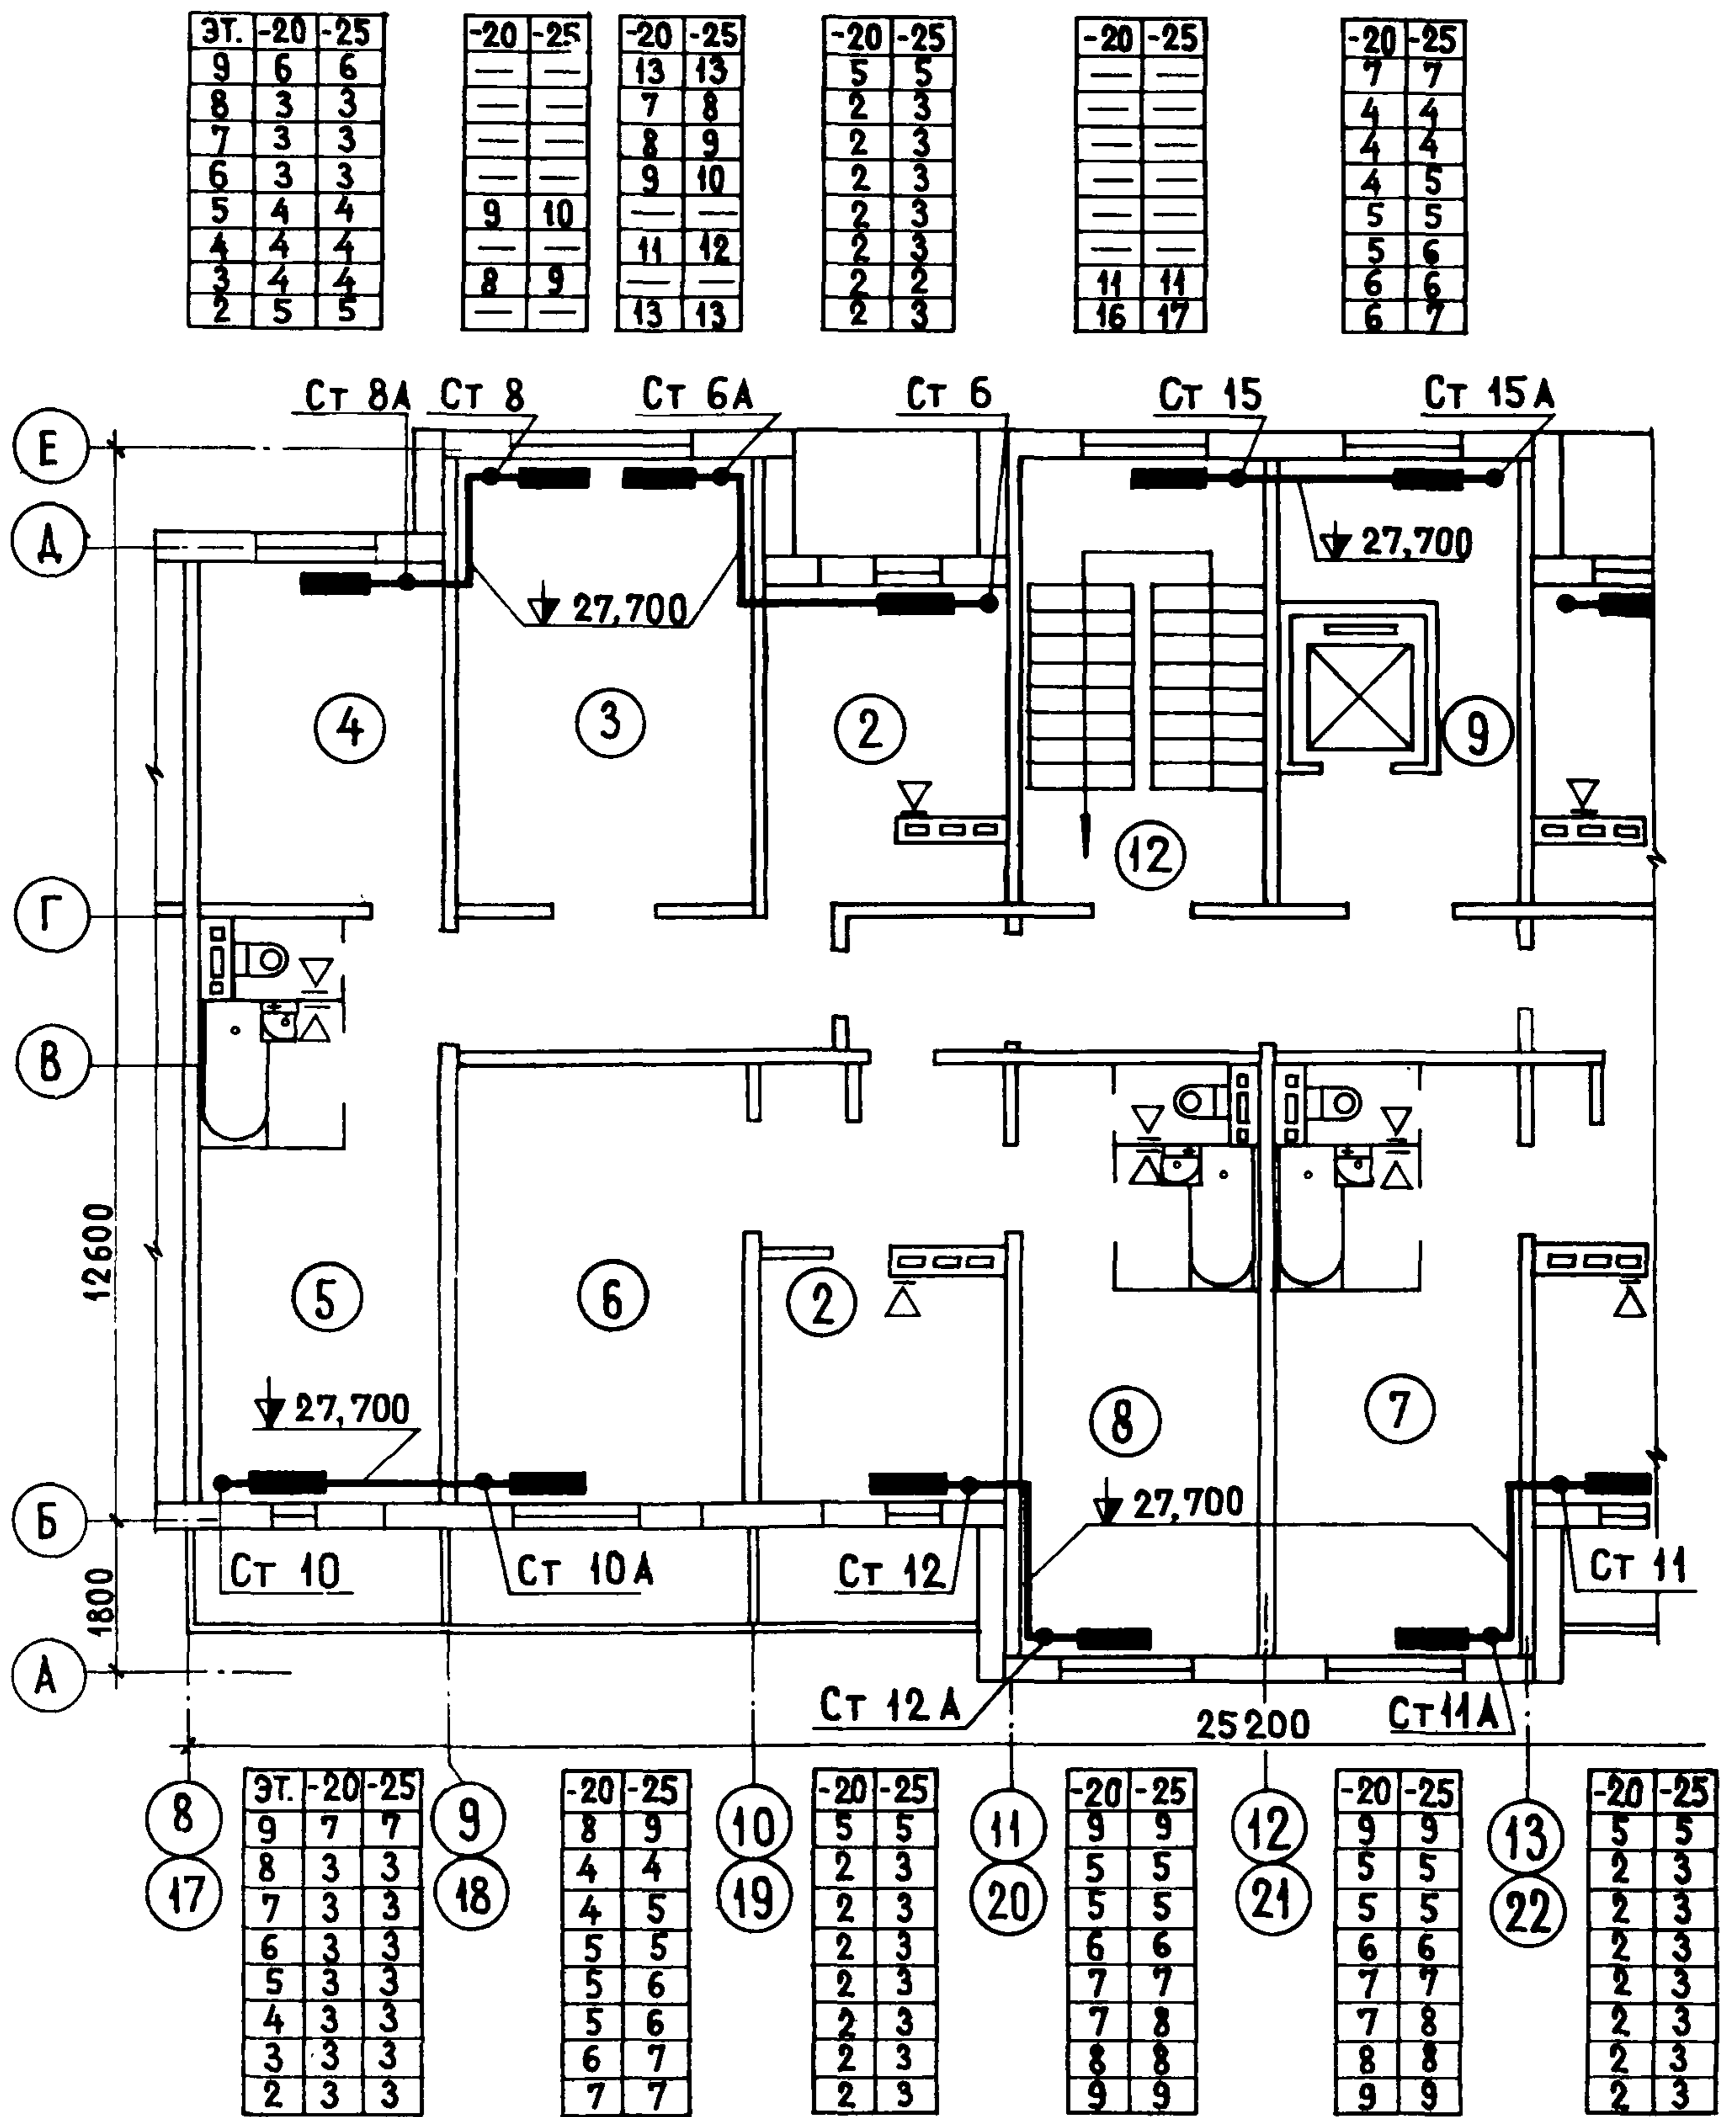 ЭТ. -20 -25 -20 -25 -20 -25 -20 -25 -20 -25 -20 -25
9 6 6 — — 13 13 5 5 — — 7 7
8 3 3 — — 7 8 2 3 — — 4 4
7 3 3 — — 8 9 2 3 — — 4 4
6 3 3 — — 9 10 2 3 — — 4 5
5 4 4 9 10 — — 2 3 — — 5 5
4 4 4 — — 11 12 2 3 — — 5 6
3 4 4 8 9 — — 2 2 11 11 6 6
2 5 5 — — 13 13 2 3 16 17 6 7
Ст 8А Ст 8 Ст 6А Ст 6 Ст 15 Ст 15А
Е
Д
27,700
27,700
4 3 2 9
12
Г
В
12600
5 6 2
8 7
27,700
27,700
Б
Ст 10 Ст 10А Ст 12 Ст 11
1800
А
Ст 12А Ст 11А
25200
8 9 10 11 12 13
17 18 19 20 21 22
ЭТ. -20 -25 -20 -25 -20 -25 -20 -25 -20 -25 -20 -25
9 7 7 8 9 5 5 9 9 9 9 5 5
8 3 3 4 4 2 3 5 5 5 5 2 3
7 3 3 4 5 2 3 5 5 5 5 2 3
6 3 3 5 5 2 3 6 6 6 6 2 3
5 3 3 5 6 2 3 7 7 7 7 2 3
4 3 3 5 6 2 3 7 8 7 8 2 3
3 3 3 6 7 2 3 8 8 8 8 2 3
2 3 3 7 7 2 3 9 9 9 9 2 3